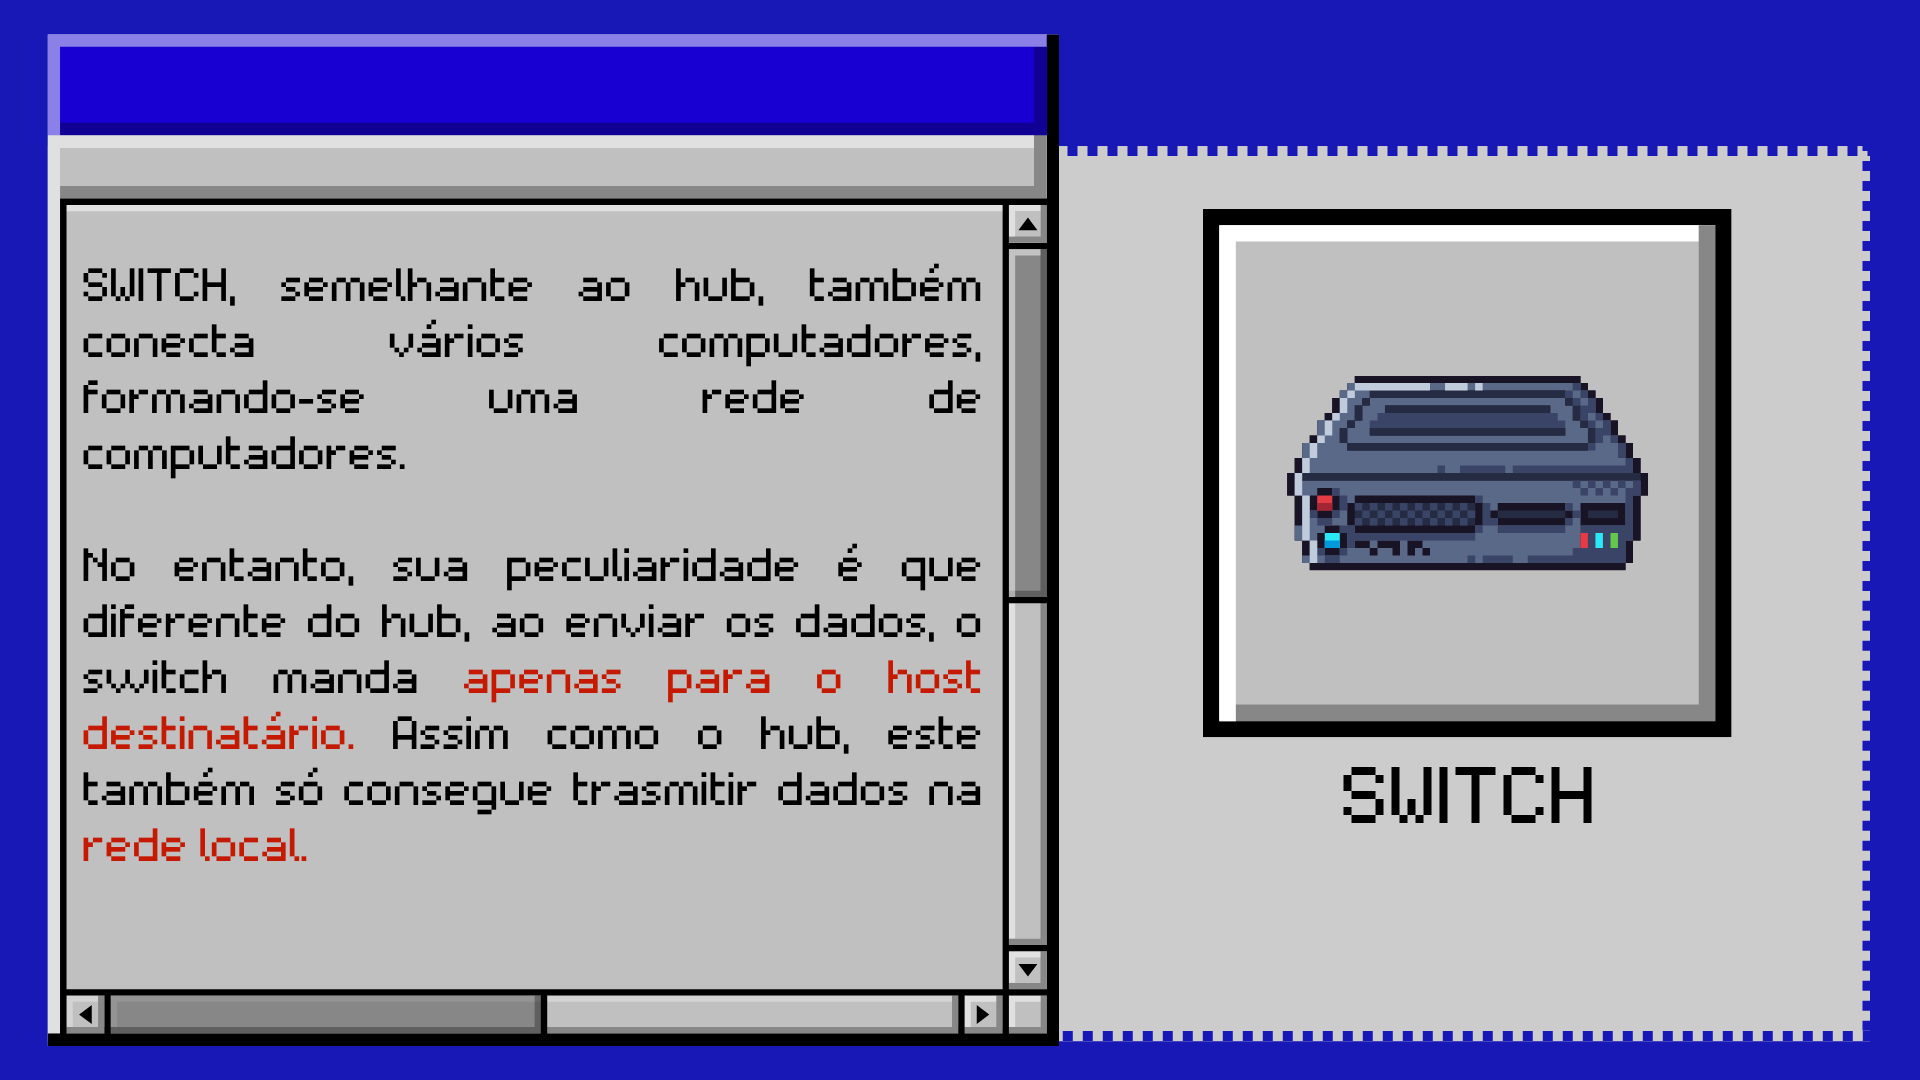 SWITCH, semelhante ao hub, também
conecta vários computadores,
formando-se uma rede de
computadores.
No entanto, sua peculiaridade é que
diferente do hub, ao enviar os dados, o
switch manda apenas para o host
destinatário. Assim como o hub, este
também só consegue trasmitir dados na
rede local.
SWITCH